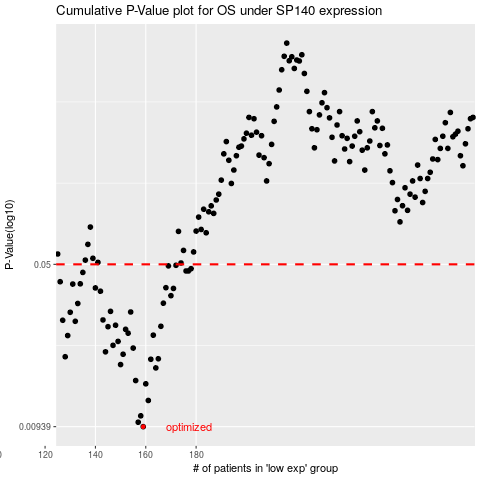 Cumulative P-Value plot for OS under SP140 expression
P-Value(log10)
0.05
0.00939
optimized
0 120 140 160 180
# of patients in 'low exp' group